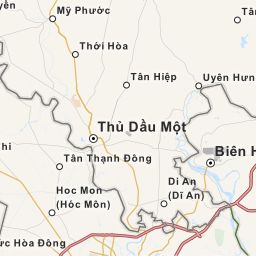 Mỹ Phước
Thới Hòa
Tân Hiệp
Uyên Hưn
Thủ Dầu Một
Biên H
Tân Thạnh Đông
Hoc Mon
(Hóc Môn)
Di An
(Dĩ An)
ức Hòa Đông